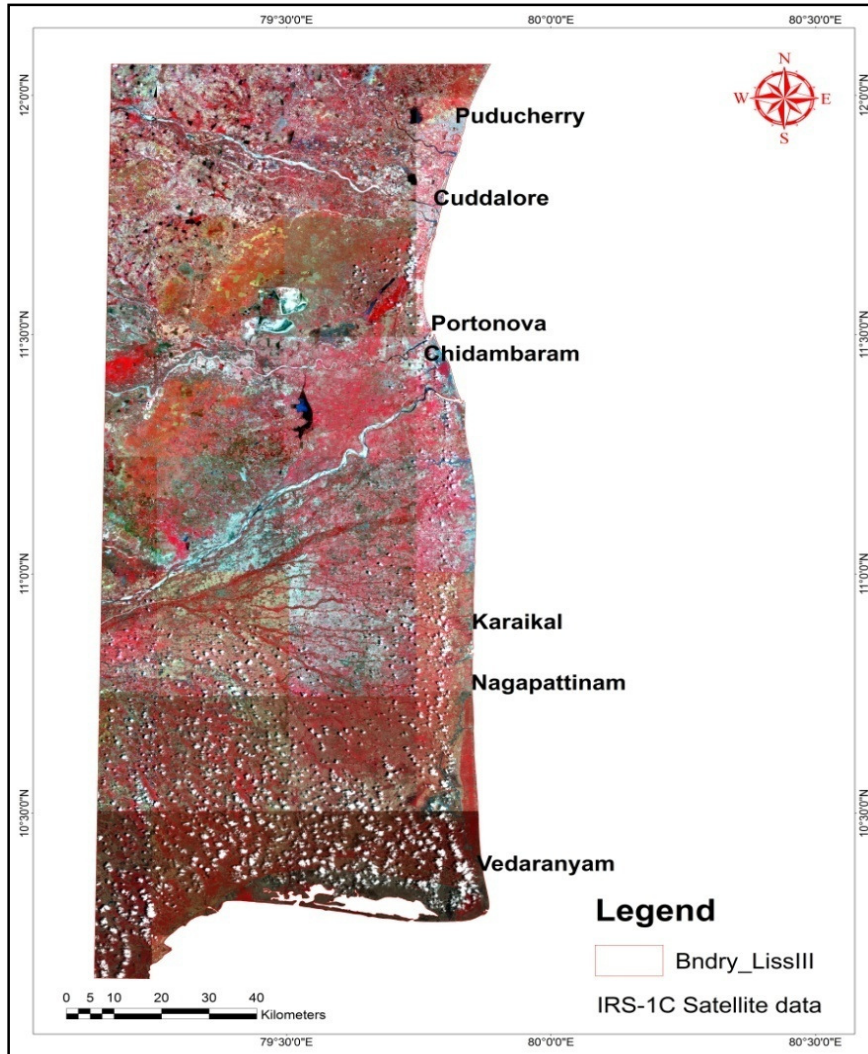 79°30'0"E 80°0'0"E 80°30'0"E
N
W E
S
12°0'0"N 12°0'0"N
Puducherry
Cuddalore
Portonova
11°30'0"N 11°30'0"N
Chidambaram
11°0'0"N 11°0'0"N
Karaikal
Nagapattinam
10°30'0"N 10°30'0"N
Vedaranyam
Legend
Bndry_LissIII
IRS-1C Satellite data
0 5 10 20 30 40
Kilometers
79°30'0"E 80°0'0"E 80°30'0"E